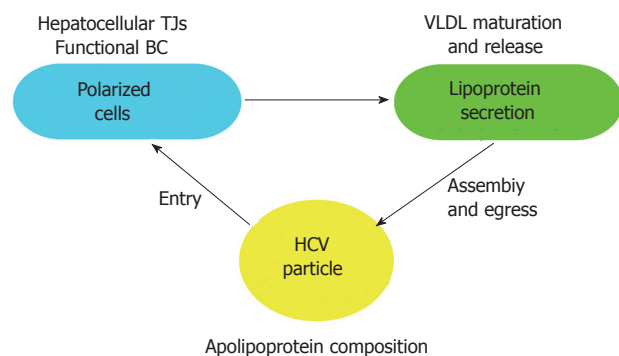 Hepatocellular TJs
Functional BC
Polarized
cells
VLDL maturation
and release
Lipoprotein
secretion
Entry
Assembiy
and egress
HCV
particle
Apolipoprotein composition